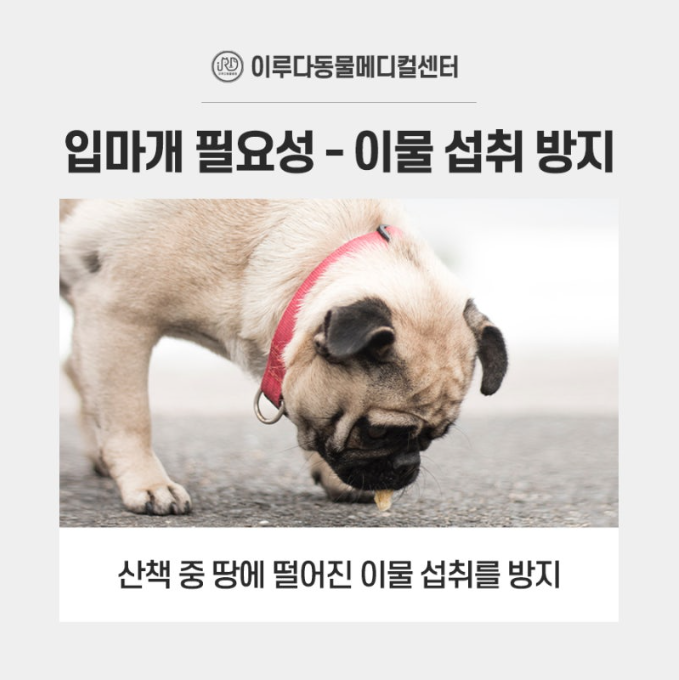 이루다동물메디컬센터
입마개 필요성 - 이물 섭취 방지
산책 중 땅에 떨어진 이물 섭취를 방지